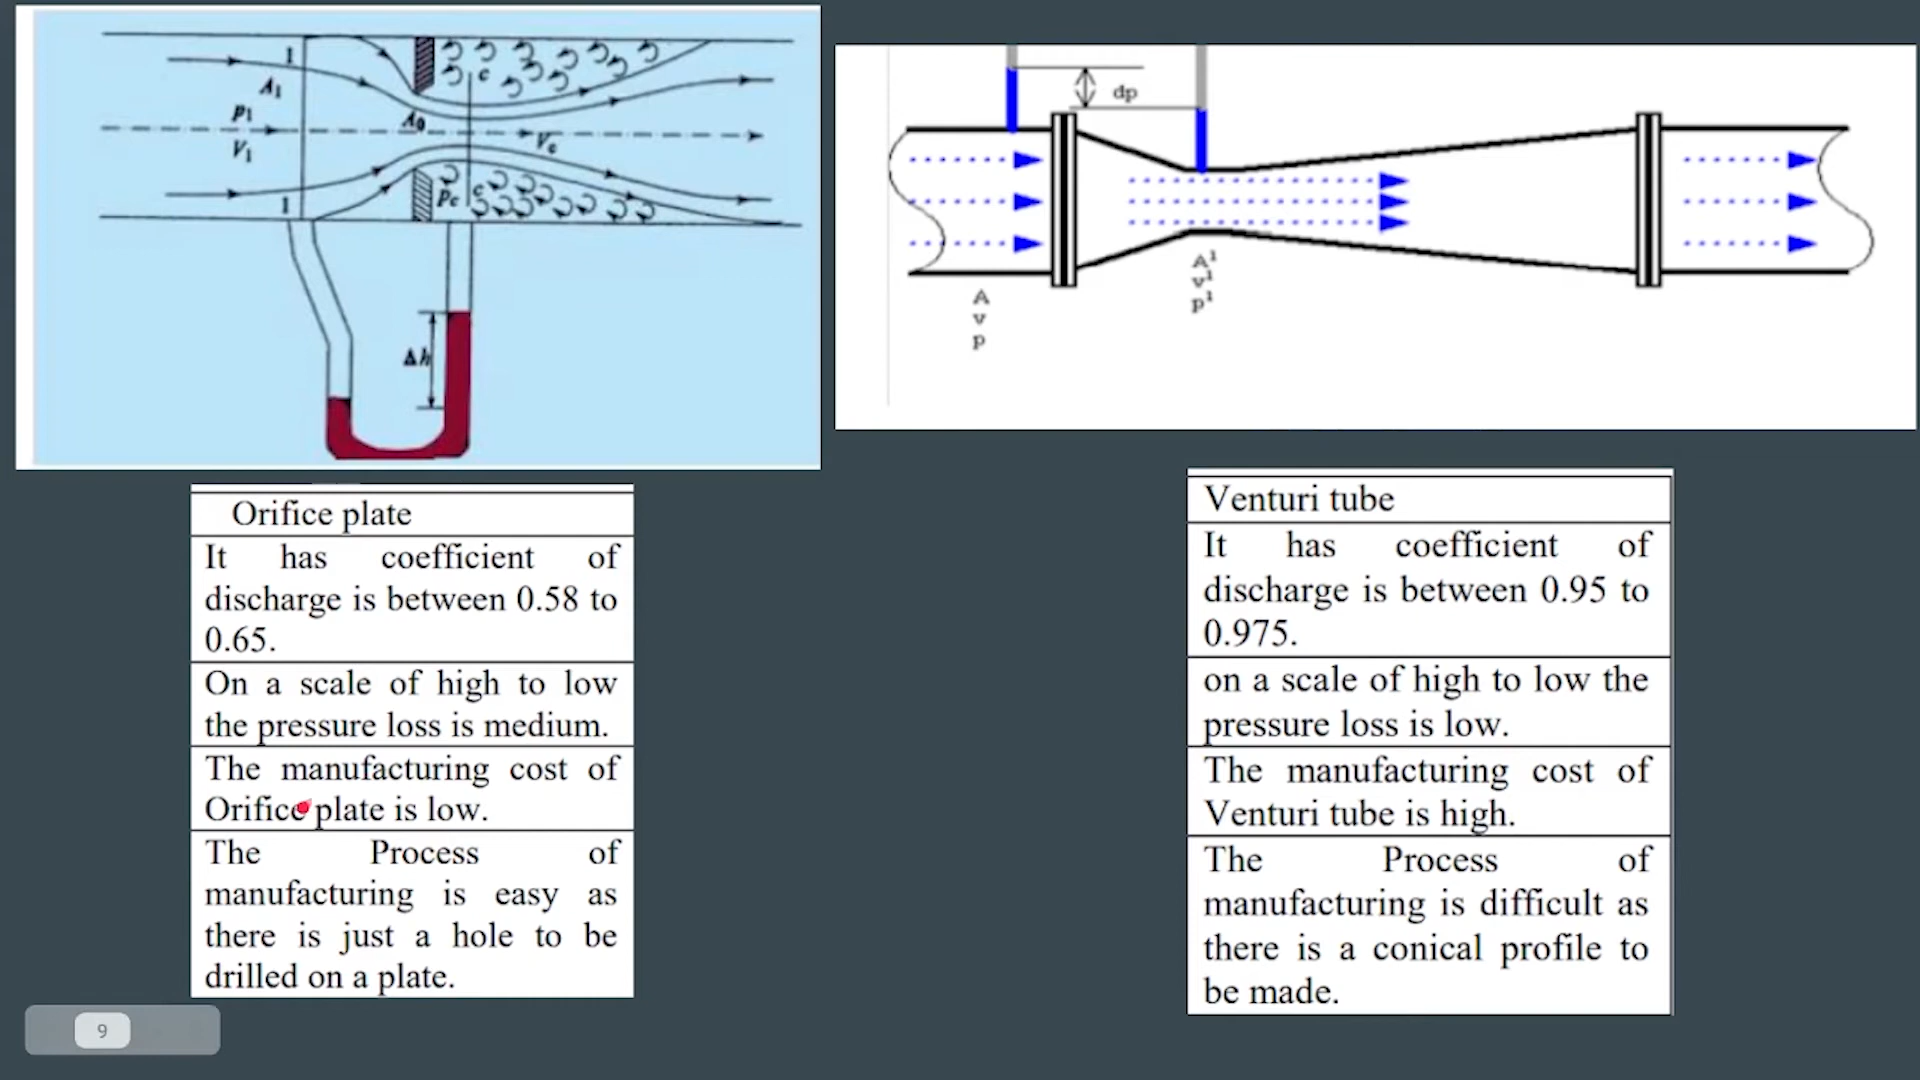 1
A₁
p₁
V₁
A₀
c
Vc
1
pc
c
Δh
dp
A¹
v¹
p¹
A
v
p
Orifice plate
It has coefficient of
discharge is between 0.58 to
0.65.
On a scale of high to low
the pressure loss is medium.
The manufacturing cost of
Orifice plate is low.
The Process of
manufacturing is easy as
there is just a hole to be
drilled on a plate.
Venturi tube
It has coefficient of
discharge is between 0.95 to
0.975.
on a scale of high to low the
pressure loss is low.
The manufacturing cost of
Venturi tube is high.
The Process of
manufacturing is difficult as
there is a conical profile to
be made.
9